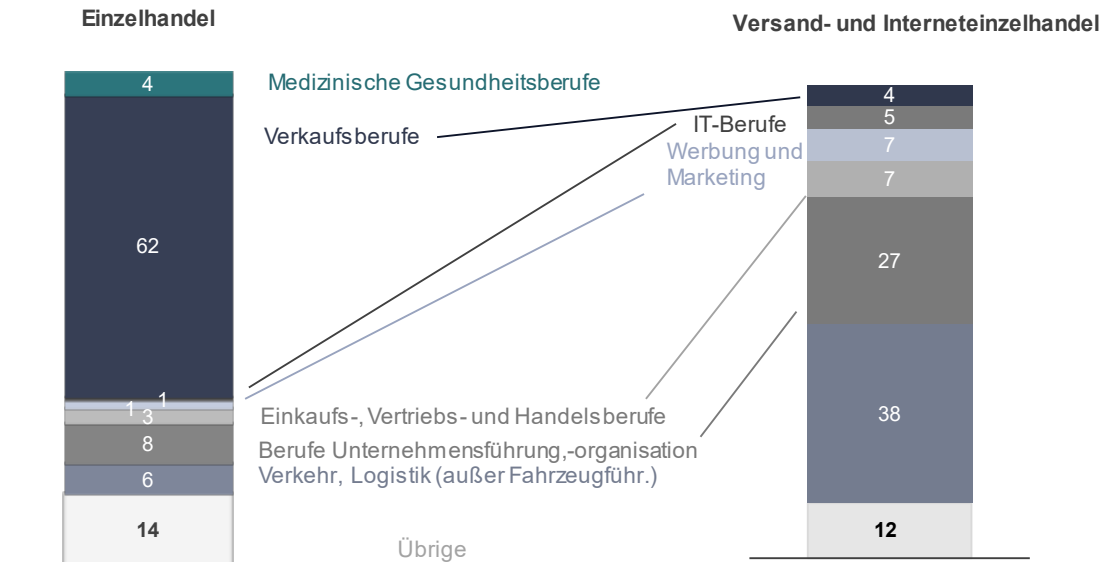 Einzelhandel
Versand- und Interneteinzelhandel
4
Medizinische Gesundheitsberufe
4
5
IT-Berufe
Verkaufsberufe
Werbung und
Marketing
7
7
62
27
1
1
3
Einkaufs-, Vertriebs- und Handelsberufe
38
8
Berufe Unternehmensführung,-organisation
6
Verkehr, Logistik (außer Fahrzeugführ.)
14
12
Übrige